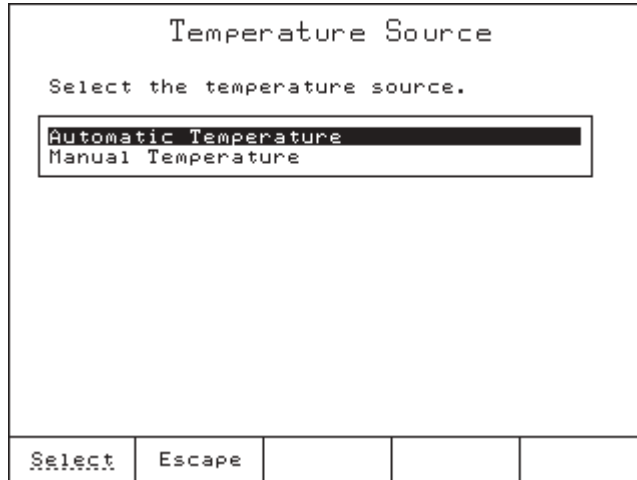 Temperature Source
Select the temperature source.
Automatic Temperature
Manual Temperature
Select Escape